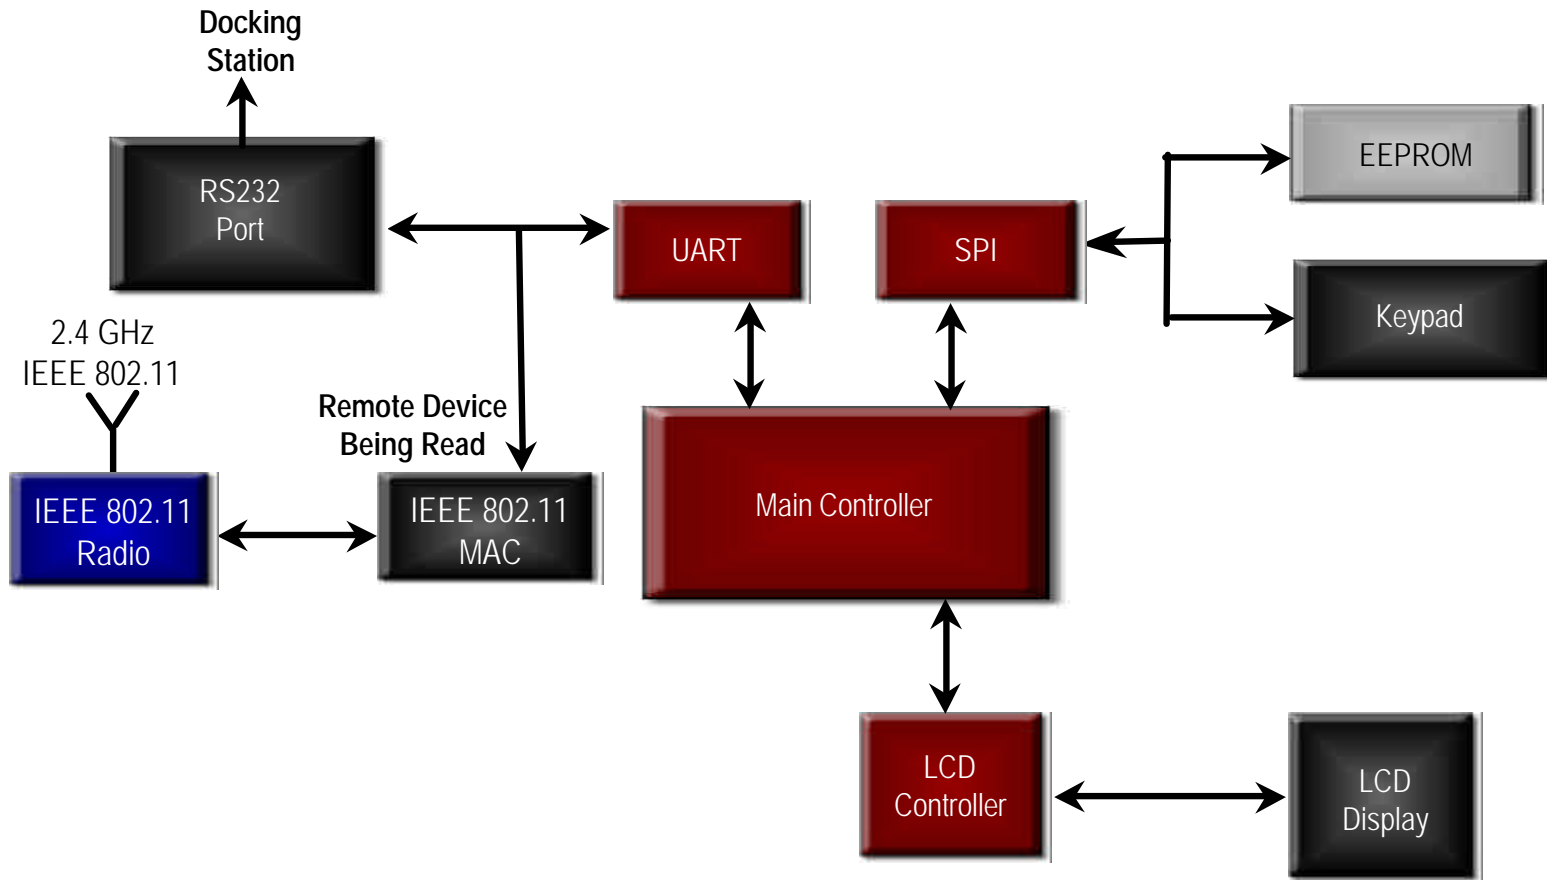 Docking
Station
RS232
Port
UART
SPI
EEPROM
Keypad
2.4 GHz
IEEE 802.11
Remote Device
Being Read
IEEE 802.11
Radio
IEEE 802.11
MAC
Main Controller
LCD
Controller
LCD
Display